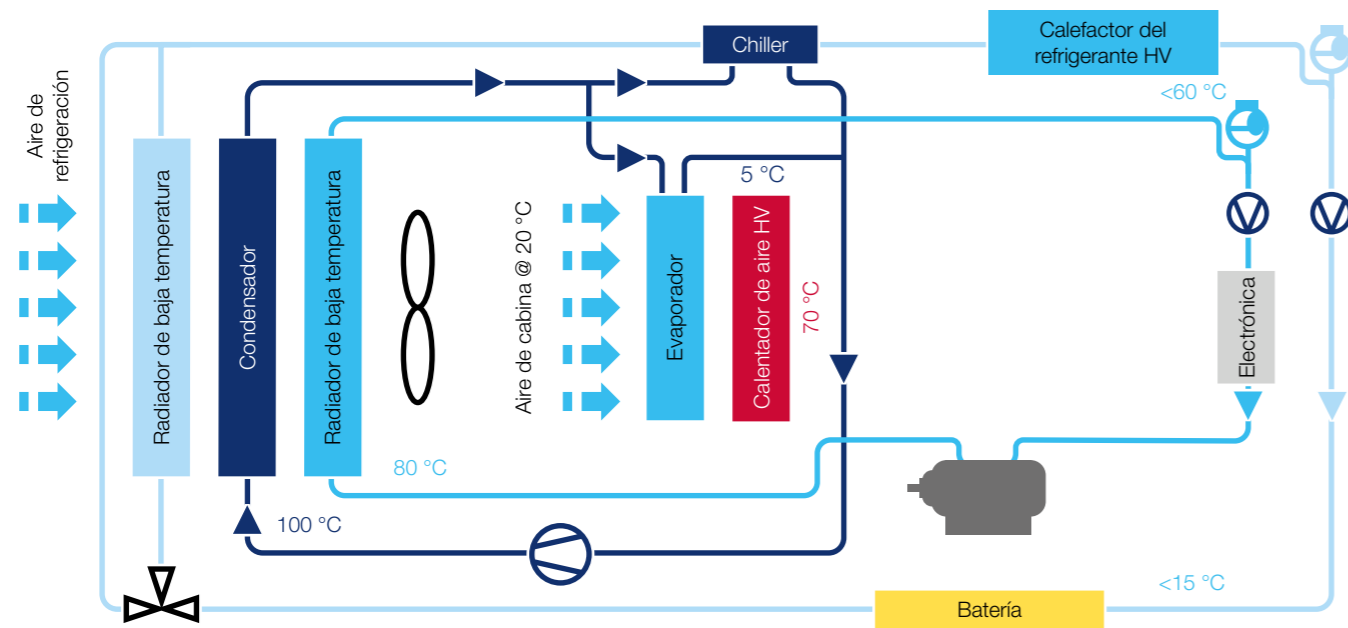 Chiller
Calefactor del
refrigerante HV
<60 °C
Aire de
refrigeración
Radiador de baja temperatura
Condensador
Radiador de baja temperatura
Aire de cabina @ 20 °C
Evaporador
5 °C
Calentador de aire HV
70 °C
Electrónica
80 °C
100 °C
<15 °C
Batería